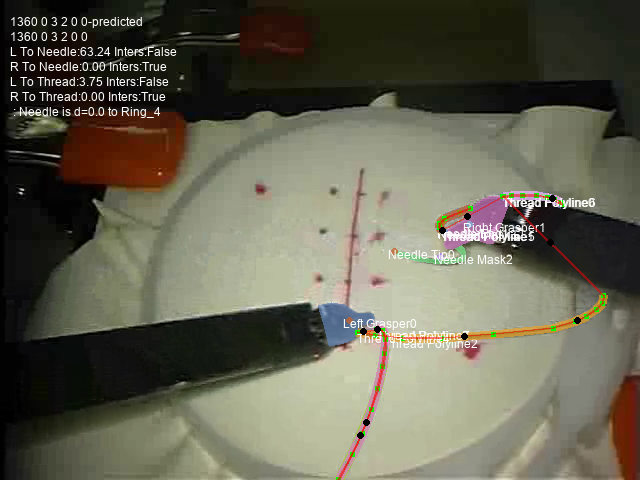 1360 0 3 2 0 0-predicted
1360 0 3 2 0 0
L To Needle:63.24 Inters:False
R To Needle:0.00 Inters:True
L To Thread:3.75 Inters:False
R To Thread:0.00 Inters:True
: Needle is d=0.0 to Ring_4
Thread Polyline6
Right Grasper1
Needle Tip0
Needle Mask2
Left Grasper0
Thread Polyline2